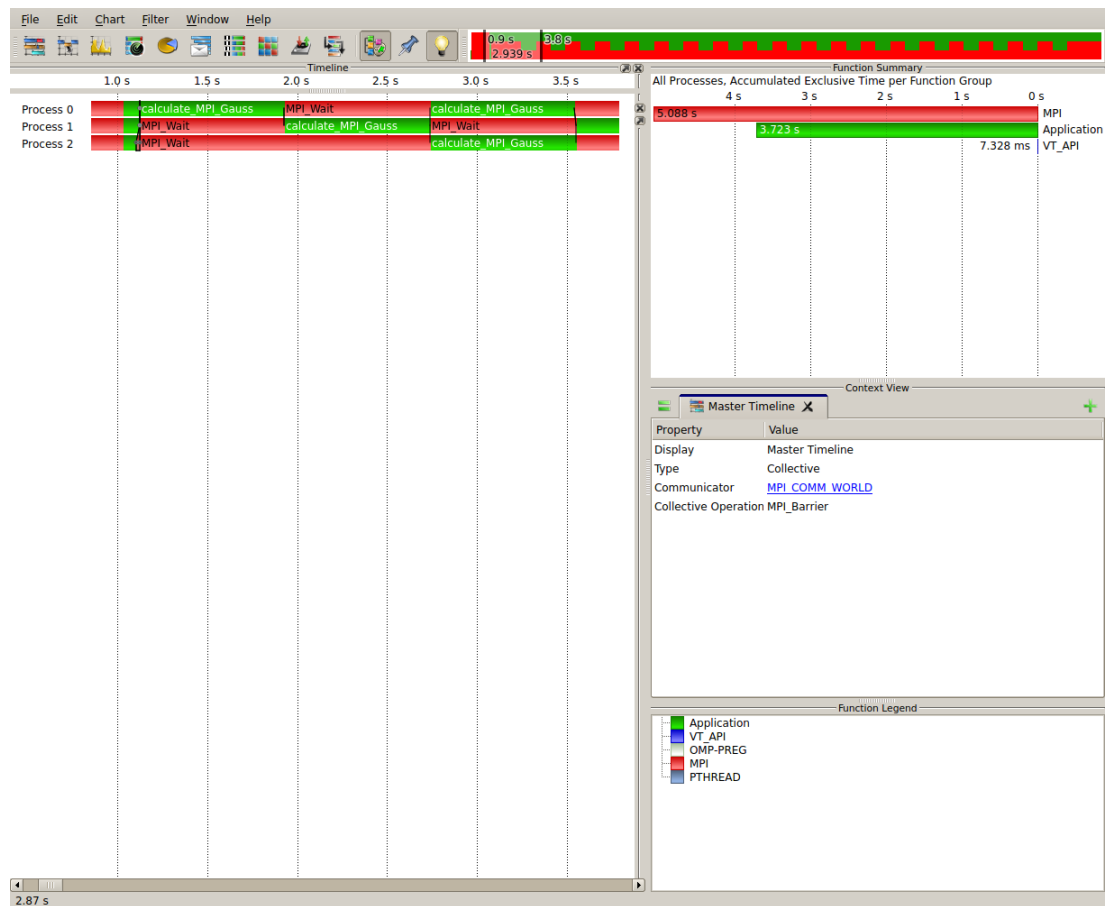 File Edit Chart Filter Window Help
0.9 s 3.8 s
2.939 s
Timeline
1.0 s 1.5 s 2.0 s 2.5 s 3.0 s 3.5 s
Process 0 calculate_MPI_Gauss MPI_Wait calculate_MPI_Gauss
Process 1 MPI_Wait calculate_MPI_Gauss MPI_Wait
Process 2 MPI_Wait calculate_MPI_Gauss
Function Summary
All Processes, Accumulated Exclusive Time per Function Group
4 s 3 s 2 s 1 s 0 s
5.088 s MPI
3.723 s Application
7.328 ms VT_API
Context View
Master Timeline
Property Value
Display Master Timeline
Type Collective
Communicator MPI_COMM_WORLD
Collective Operation MPI_Barrier
Function Legend
Application
VT_API
OMP-PREG
MPI
PTHREAD
2.87 s